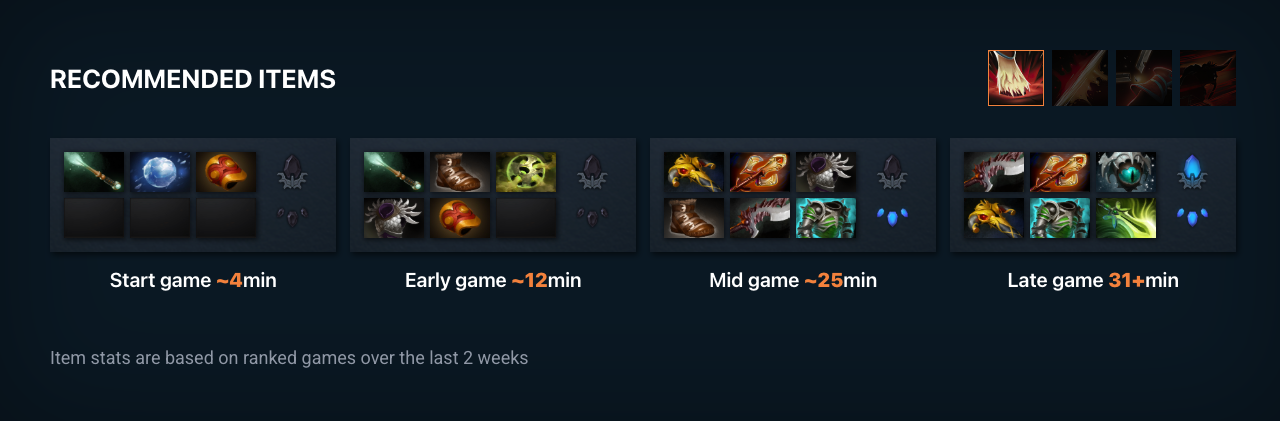 RECOMMENDED ITEMS
Start game ~4min
Early game ~12min
Mid game ~25min
Late game 31+min
Item stats are based on ranked games over the last 2 weeks